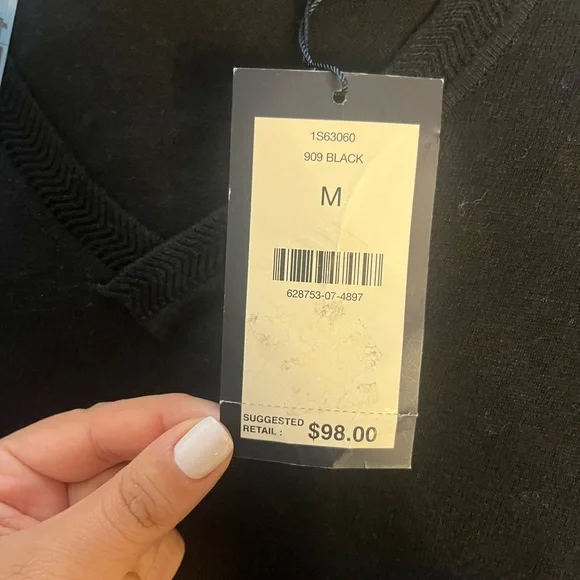 1S63060
909 BLACK
M
628753-07-4897
SUGGESTED
RETAIL : $98.00